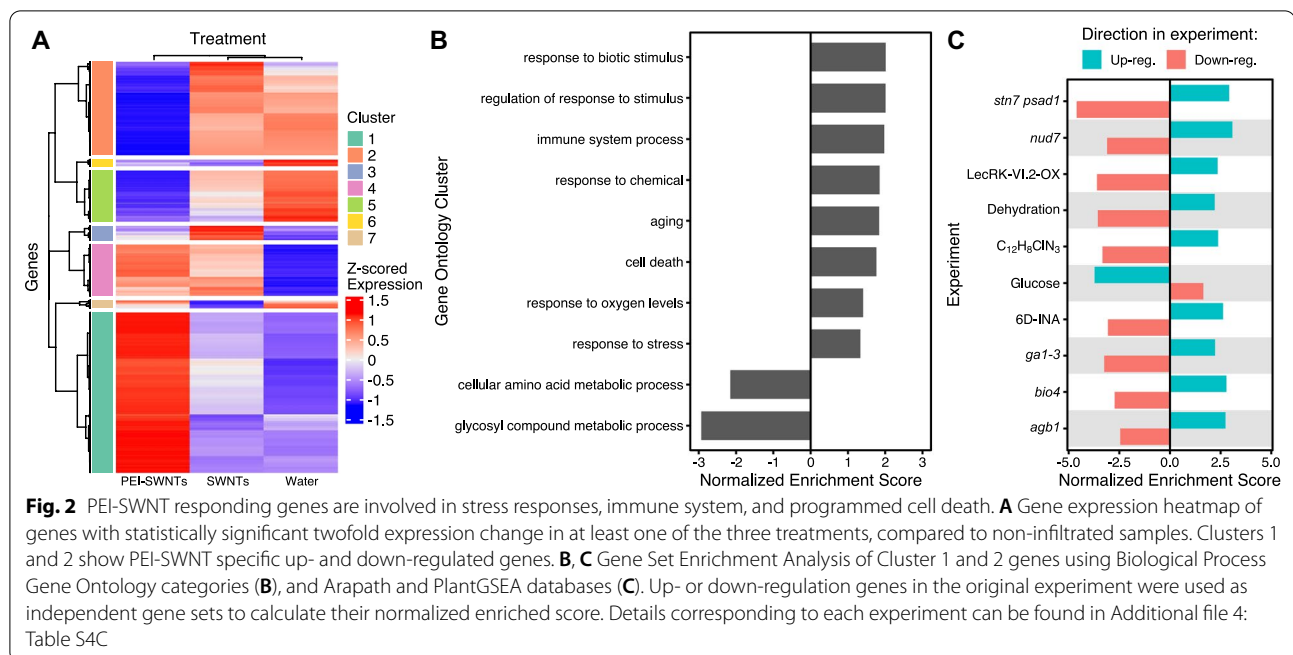 A
Treatment
Genes
PEI-SWNTs
SWNTs
Water
Cluster
1
2
3
4
5
6
7
Z-scored
Expression
1.5
1
0.5
0
-0.5
-1
-1.5
B
Gene Ontology Cluster
response to biotic stimulus
regulation of response to stimulus
immune system process
response to chemical
aging
cell death
response to oxygen levels
response to stress
cellular amino acid metabolic process
glycosyl compound metabolic process
-3 -2 -1 0 1 2 3
Normalized Enrichment Score
C
Direction in experiment:
Up-reg. Down-reg.
Experiment
stn7 psad1
nud7
LecRK-VI.2-OX
Dehydration
C₁₂H₈ClN₃
Glucose
6D-INA
ga1-3
bio4
agb1
-5.0 -2.5 0.0 2.5 5.0
Normalized Enrichment Score
Fig. 2 PEI-SWNT responding genes are involved in stress responses, immune system, and programmed cell death. A Gene expression heatmap of
genes with statistically significant twofold expression change in at least one of the three treatments, compared to non-infiltrated samples. Clusters 1
and 2 show PEI-SWNT specific up- and down-regulated genes. B, C Gene Set Enrichment Analysis of Cluster 1 and 2 genes using Biological Process
Gene Ontology categories (B), and Arapath and PlantGSEA databases (C). Up- or down-regulation genes in the original experiment were used as
independent gene sets to calculate their normalized enriched score. Details corresponding to each experiment can be found in Additional file 4:
Table S4C